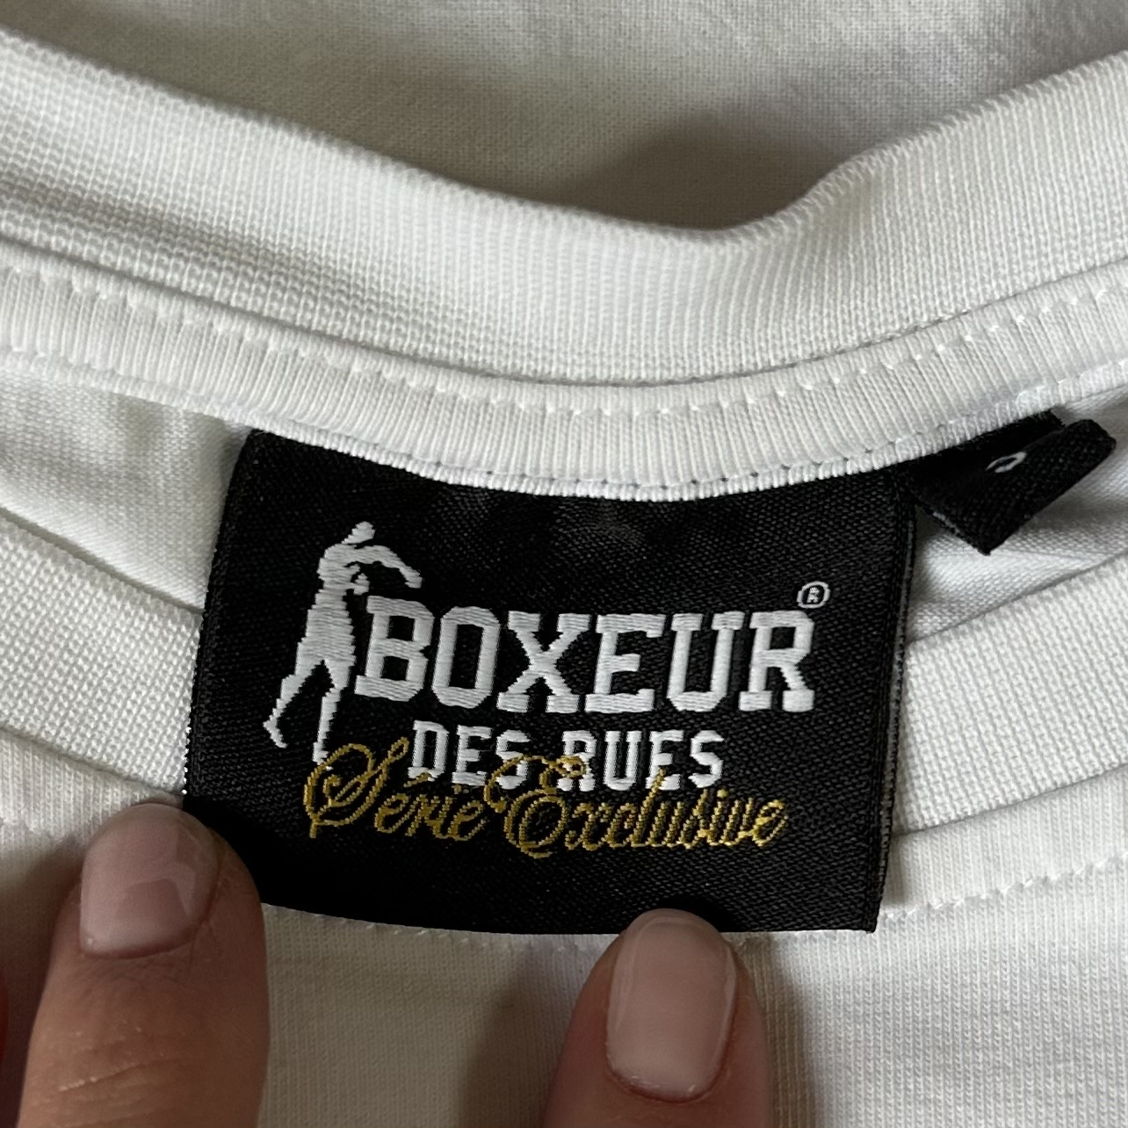 BOXEUR®
DES RUES
Série Exclusive